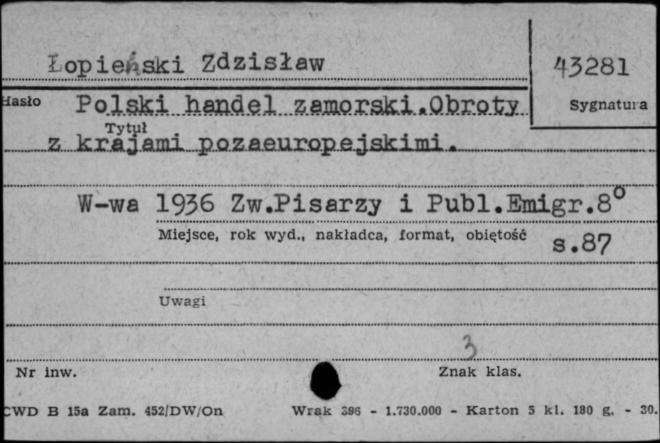 Łopieński Zdzisław
43281
Hasło
Polski handel zamorski.Obroty
Sygnatura
Tytuł
z krajami pozaeuropejskimi.
W-wa 1936 Zw.Pisarzy i Publ.Emigr.8°
Miejsce, rok wyd., nakładca, format, objętość
s.87
Uwagi
3
Nr inw.
Znak klas.
CWD B 15a Zam. 452/DW/On Wrak 396 - 1.730.000 - Karton 5 kl. 180 g. - 30.